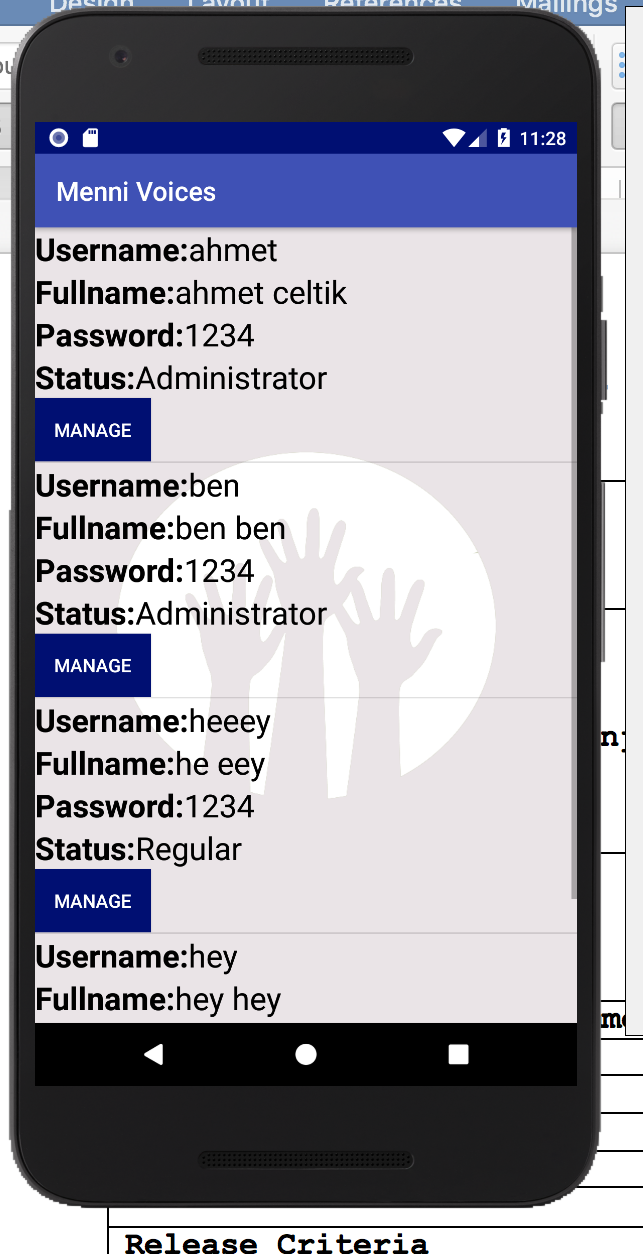 Design Layout References Mailings
11:28
Menni Voices
Username:ahmet
Fullname:ahmet celtik
Password:1234
Status:Administrator
MANAGE
Username:ben
Fullname:ben ben
Password:1234
Status:Administrator
MANAGE
Username:heeey
Fullname:he eey
Password:1234
Status:Regular
MANAGE
Username:hey
Fullname:hey hey
Release Criteria